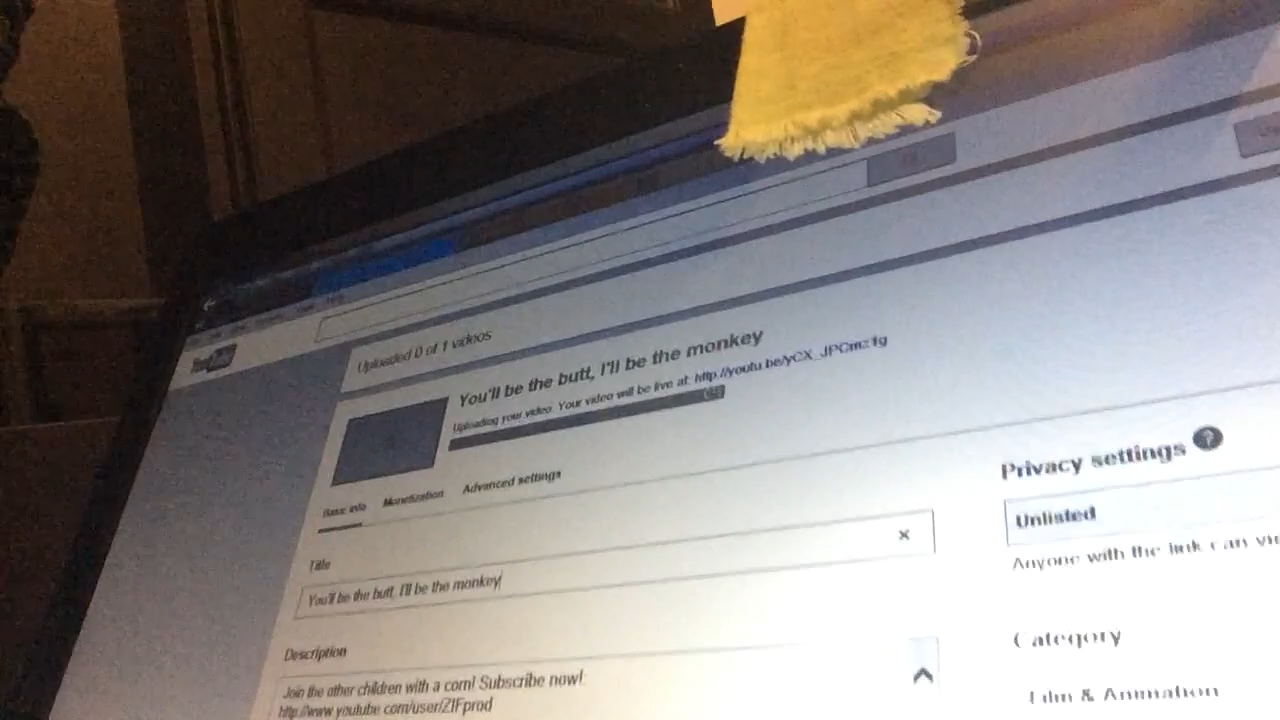 Uploaded 0 of 1 videos
You'll be the butt, I'll be the monkey
Uploading your video. Your video will be live at: http://youtu.be/yCX_JPCmz1g
Basic info Monetization Advanced settings
Privacy settings ?
Unlisted
Anyone with the link can
Title
You'll be the butt, I'll be the monkey
Category
Film & Animation
Description
Join the other children with a corn! Subscribe now!
http://www.youtube.com/user/ZIFprod